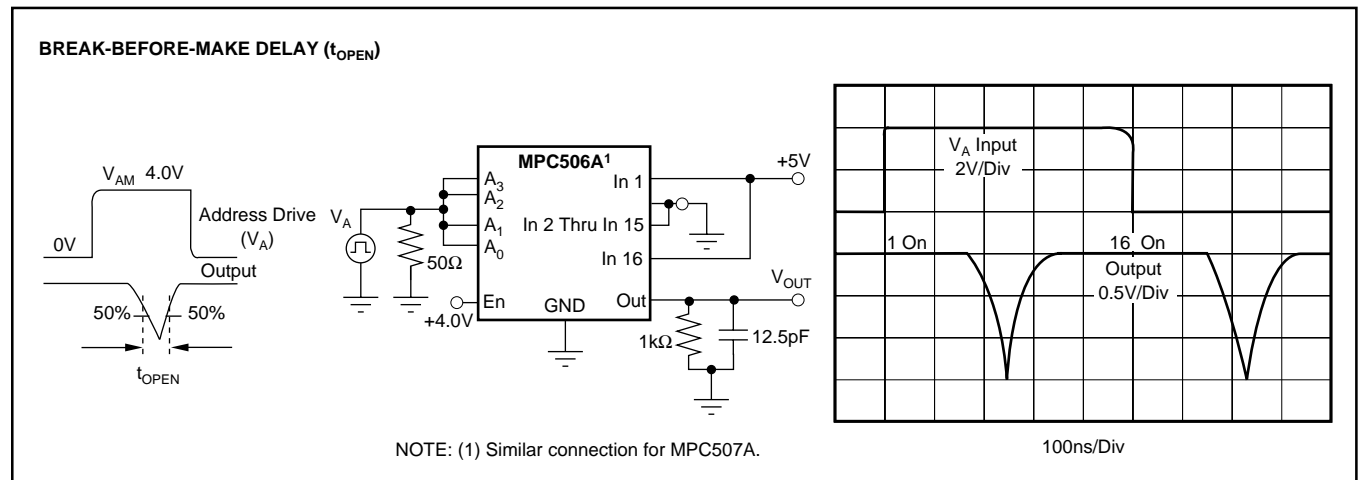 BREAK-BEFORE-MAKE DELAY (tOPEN)
VAM 4.0V
0V
Address Drive
(VA)
Output
50% 50%
tOPEN
VA
50Ω
MPC506A1
A3
A2
A1
A0
En
+4.0V
GND
In 1
In 2 Thru In 15
In 16
Out
+5V
VOUT
1kΩ
12.5pF
VA Input
2V/Div
1 On
16 On
Output
0.5V/Div
100ns/Div
NOTE: (1) Similar connection for MPC507A.